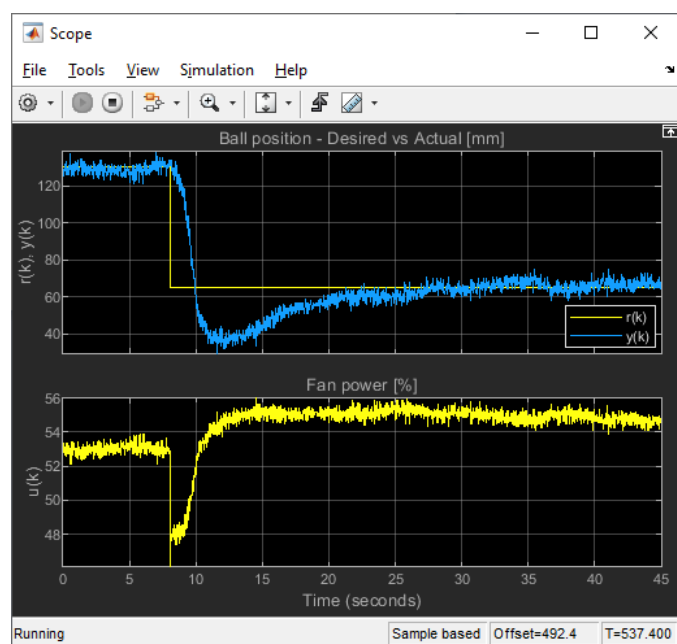 Scope
File Tools View Simulation Help
Ball position - Desired vs Actual [mm]
r(k), y(k)
120
100
80
60
40
r(k)
y(k)
Fan power [%]
u(k)
56
54
52
50
48
0 5 10 15 20 25 30 35 40 45
Time (seconds)
Running Sample based Offset=492.4 T=537.400